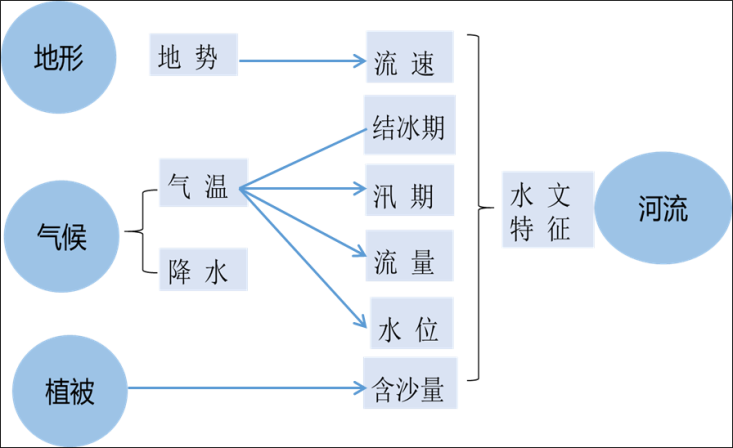 地形
地势
流速
结冰期
气候
气温
汛期
降水
流量
水位
植被
含沙量
水文
特征
河流